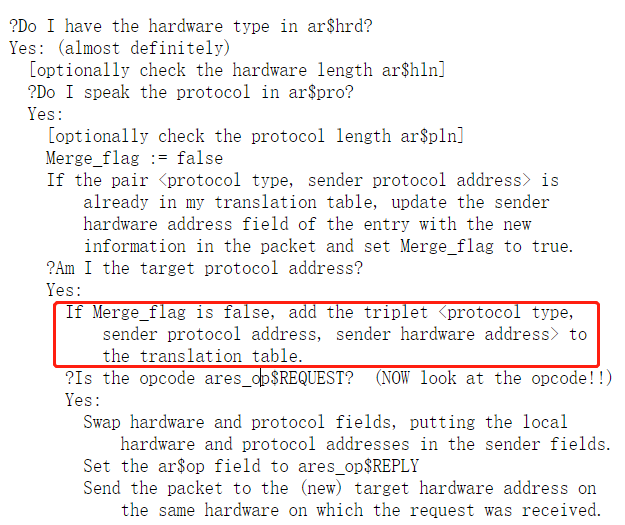 ?Do I have the hardware type in ar$hrd?
Yes: (almost definitely)
[optionally check the hardware length ar$hln]
?Do I speak the protocol in ar$pro?
Yes:
[optionally check the protocol length ar$pln]
Merge_flag := false
If the pair <protocol type, sender protocol address> is
already in my translation table, update the sender
hardware address field of the entry with the new
information in the packet and set Merge_flag to true.
?Am I the target protocol address?
Yes:
If Merge_flag is false, add the triplet <protocol type,
sender protocol address, sender hardware address> to
the translation table.
?Is the opcode ares_op$REQUEST?  (NOW look at the opcode!!)
Yes:
Swap hardware and protocol fields, putting the local
hardware and protocol addresses in the sender fields.
Set the ar$op field to ares_op$REPLY
Send the packet to the (new) target hardware address on
the same hardware on which the request was received.